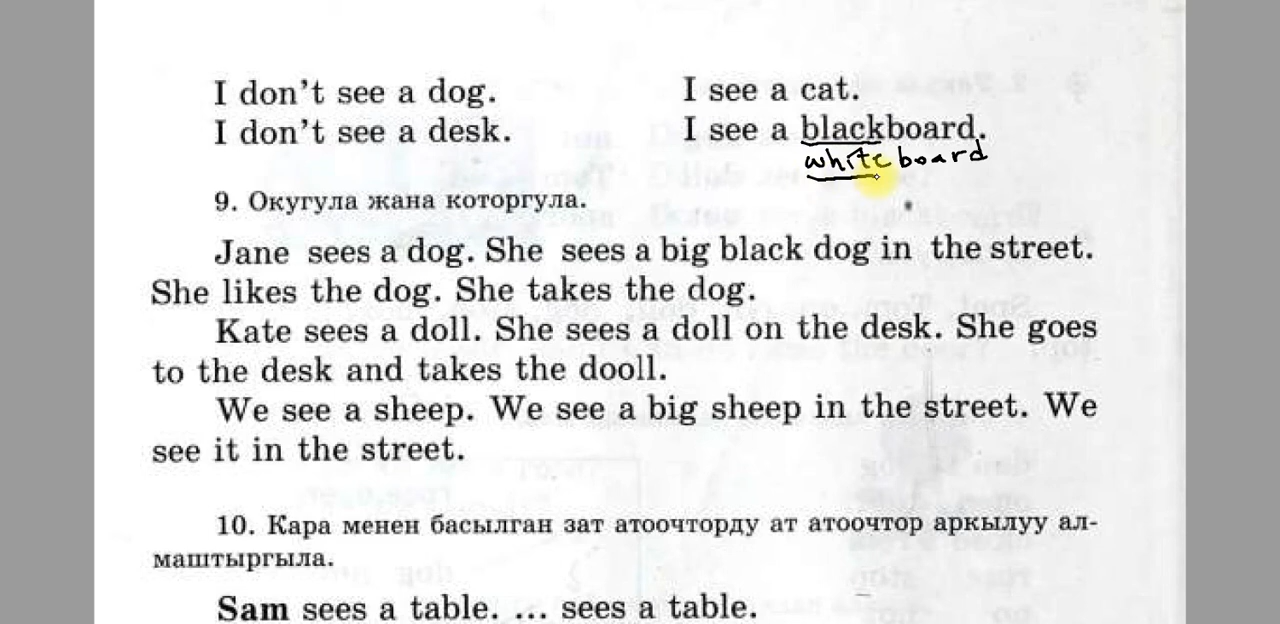 I don't see a dog. I see a cat.
I don't see a desk. I see a blackboard.
whiteboard
9. Окугула жана которгула.
Jane sees a dog. She sees a big black dog in the street.
She likes the dog. She takes the dog.
Kate sees a doll. She sees a doll on the desk. She goes
to the desk and takes the dooll.
We see a sheep. We see a big sheep in the street. We
see it in the street.
10. Кара менен басылган зат атоочторду ат атоочтор аркылуу ал-
маштыргыла.
Sam sees a table. ... sees a table.